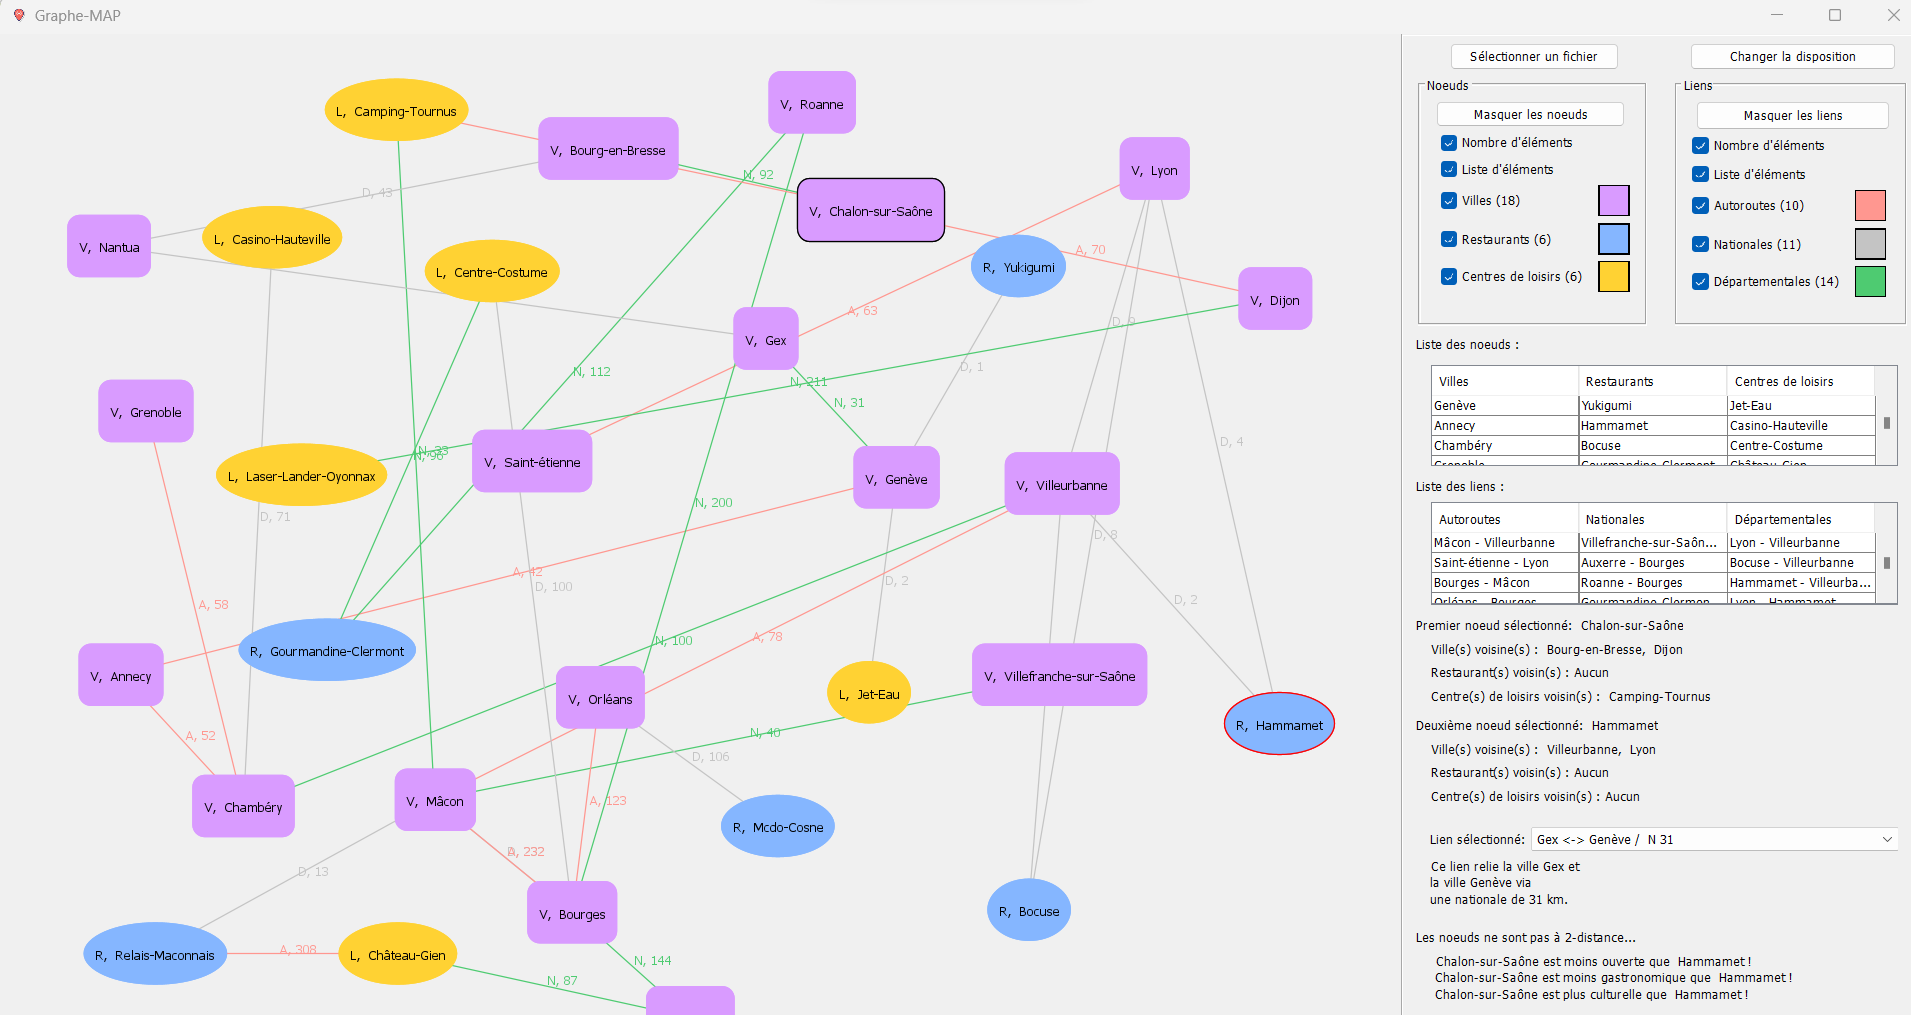 Graphe-MAP
L, Camping-Tournus
V, Roanne
V, Bourg-en-Bresse
V, Lyon
N, 92
D, 43
V, Chalon-sur-Saône
V, Nantua
L, Casino-Hauteville
A, 70
L, Centre-Costume
R, Yukigumi
V, Dijon
A, 63
D, 9
V, Gex
D, 1
N, 112
N, 211
N, 31
V, Grenoble
D, 4
N, 33
N, 96
V, Saint-étienne
L, Laser-Lander-Oyonnax
V, Genève
V, Villeurbanne
N, 200
D, 71
D, 8
A, 42
D, 2
D, 100
D, 2
A, 58
A, 78
N, 100
R, Gourmandine-Clermont
V, Annecy
V, Villefranche-sur-Saône
L, Jet-Eau
V, Orléans
R, Hammamet
A, 52
N, 40
D, 106
A, 123
V, Mâcon
V, Chambéry
R, Mcdo-Cosne
A, 232
D, 13
R, Bocuse
V, Bourges
A, 308
R, Relais-Maconnais
L, Château-Gien
N, 144
N, 87
Sélectionner un fichier
Changer la disposition
Noeuds
Masquer les noeuds
Nombre d'éléments
Liste d'éléments
Villes (18)
Restaurants (6)
Centres de loisirs (6)
Liens
Masquer les liens
Nombre d'éléments
Liste d'éléments
Autoroutes (10)
Nationales (11)
Départementales (14)
Liste des noeuds :
Villes Restaurants Centres de loisirs
Genève Yukigumi Jet-Eau
Annecy Hammamet Casino-Hauteville
Chambéry Bocuse Centre-Costume
Grenoble Gourmandine-Clermont Château-Gien
Liste des liens :
Autoroutes Nationales Départementales
Mâcon - Villeurbanne Villefranche-sur-Saôn... Lyon - Villeurbanne
Saint-étienne - Lyon Auxerre - Bourges Bocuse - Villeurbanne
Bourges - Mâcon Roanne - Bourges Hammamet - Villeurba...
Orléans - Bourges Gourmandine-Clermon... Lyon - Hammamet
Premier noeud sélectionné: Chalon-sur-Saône
Ville(s) voisine(s) : Bourg-en-Bresse, Dijon
Restaurant(s) voisin(s) : Aucun
Centre(s) de loisirs voisin(s) : Camping-Tournus
Deuxième noeud sélectionné: Hammamet
Ville(s) voisine(s) : Villeurbanne, Lyon
Restaurant(s) voisin(s) : Aucun
Centre(s) de loisirs voisin(s) : Aucun
Lien sélectionné: Gex <-> Genève / N 31
Ce lien relie la ville Gex et
la ville Genève via
une nationale de 31 km.
Les noeuds ne sont pas à 2-distance...
Chalon-sur-Saône est moins ouverte que Hammamet !
Chalon-sur-Saône est moins gastronomique que Hammamet !
Chalon-sur-Saône est plus culturelle que Hammamet !